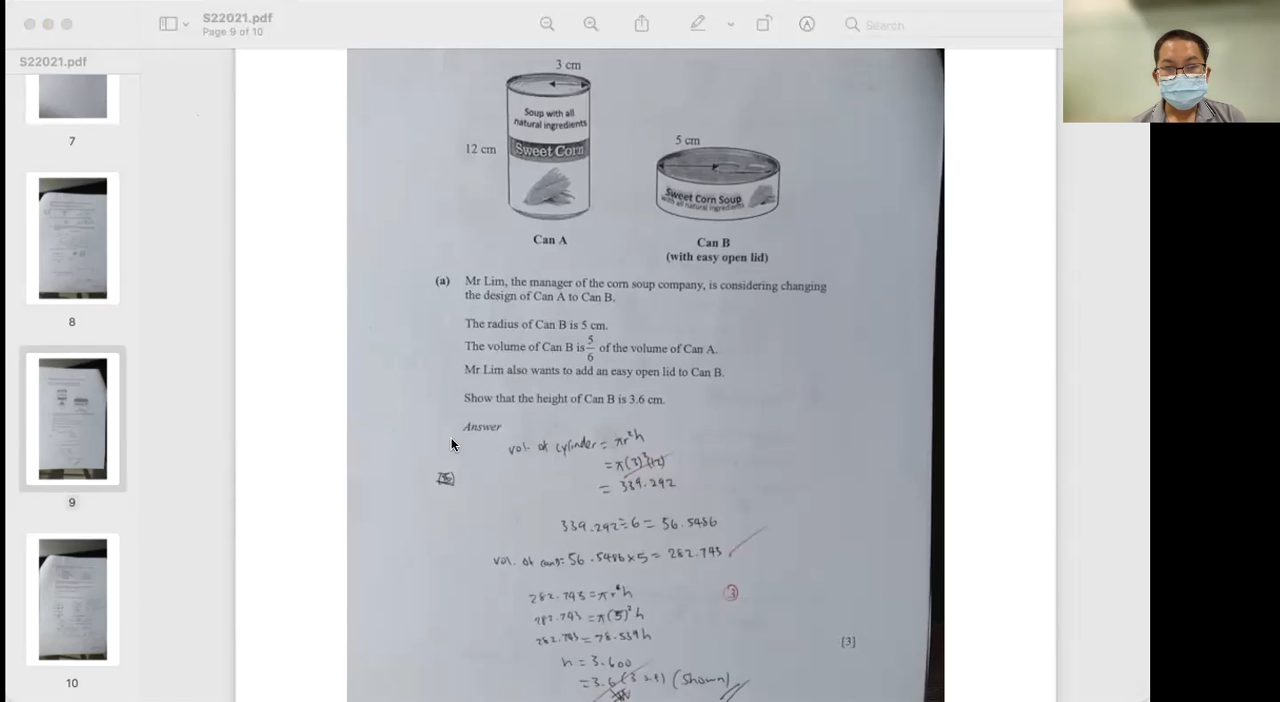 S22021.pdf
Page 9 of 10
Search
S22021.pdf
7
8
9
10
3 cm
Soup with all
natural ingredients
Sweet Corn
12 cm
5 cm
Sweet Corn Soup
with all natural ingredients
Can A
Can B
(with easy open lid)
(a) Mr Lim, the manager of the corn soup company, is considering changing
the design of Can A to Can B.
The radius of Can B is 5 cm.
The volume of Can B is 5/6 of the volume of Can A.
Mr Lim also wants to add an easy open lid to Can B.
Show that the height of Can B is 3.6 cm.
Answer
vol. of cylinder = πr²h
= π(3)²(12)
= 339.292
339.292÷6 = 56.5486
vol. of canB= 56.5486×5 = 282.743
3
282.743 = πr²h
282.743 = π(5)²h
282.743 = 78.539h
[3]
h = 3.600
= 3.6 (3 s.f) (shown)